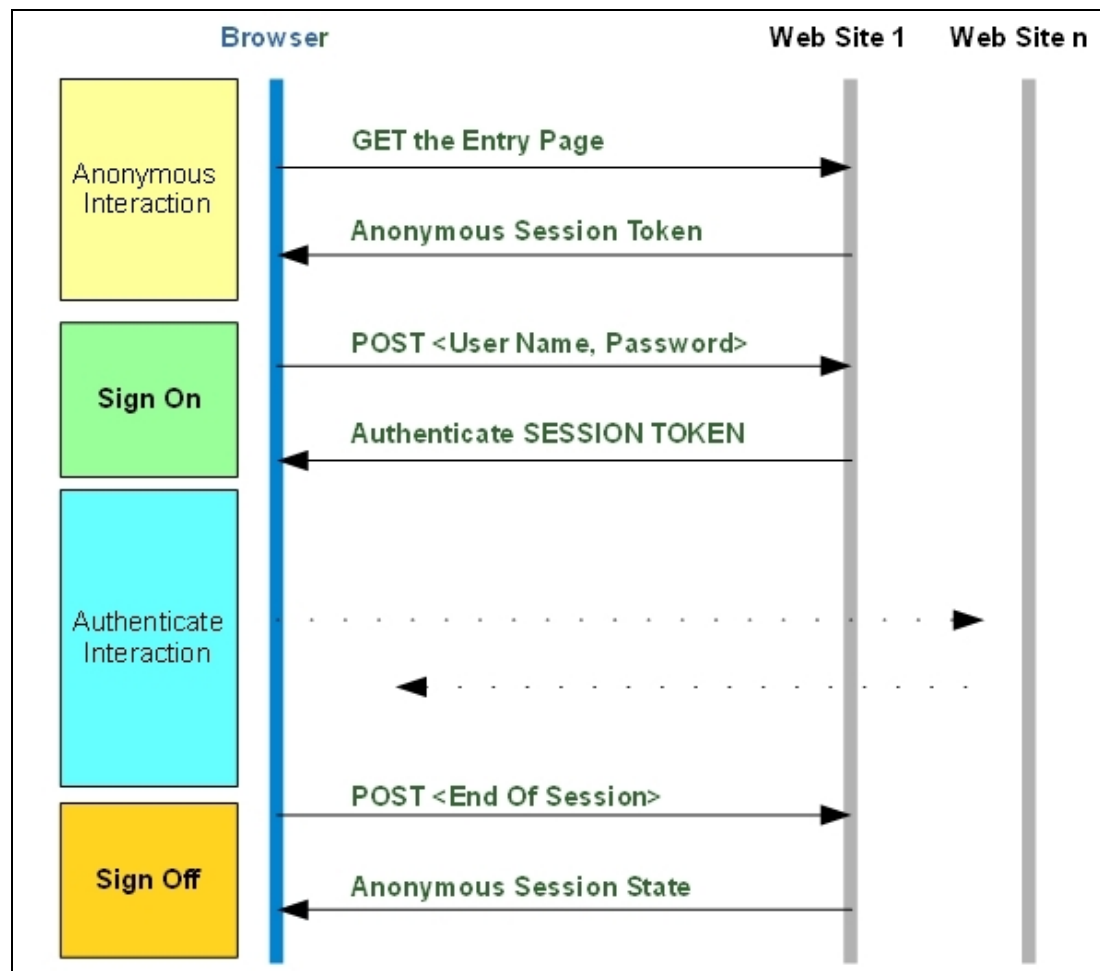 Browser
Web Site 1
Web Site n
Anonymous
Interaction
GET the Entry Page
Anonymous Session Token
Sign On
POST <User Name, Password>
Authenticate SESSION TOKEN
Authenticate
Interaction
Sign Off
POST <End Of Session>
Anonymous Session State